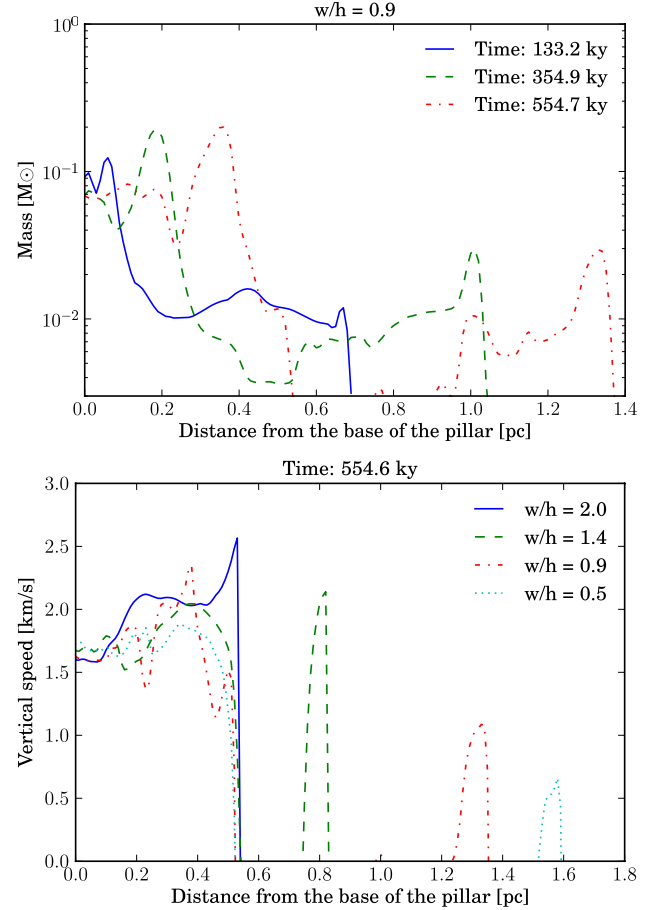 w/h = 0.9
10⁰
10⁻¹
10⁻²
Mass [M☉]
Time: 133.2 ky
Time: 354.9 ky
Time: 554.7 ky
0.0 0.2 0.4 0.6 0.8 1.0 1.2 1.4
Distance from the base of the pillar [pc]
Time: 554.6 ky
3.0
2.5
2.0
1.5
1.0
0.5
0.0
Vertical speed [km/s]
w/h = 2.0
w/h = 1.4
w/h = 0.9
w/h = 0.5
0.0 0.2 0.4 0.6 0.8 1.0 1.2 1.4 1.6 1.8
Distance from the base of the pillar [pc]